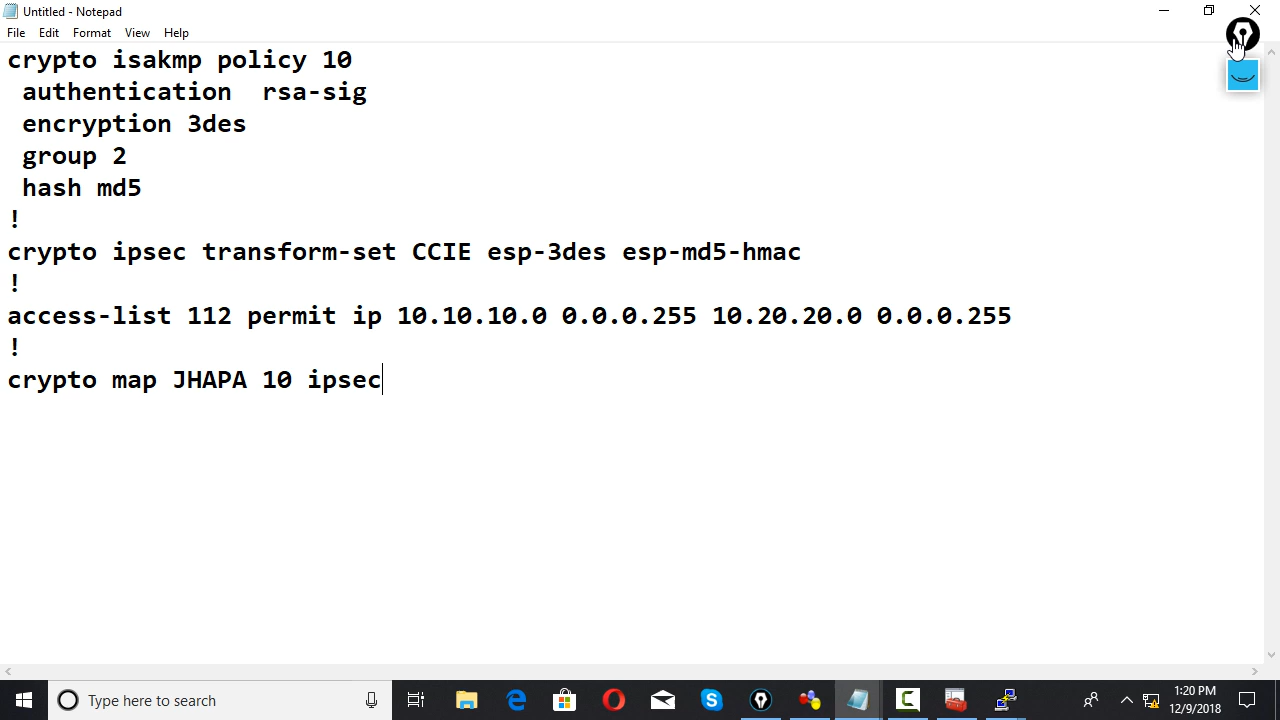 Untitled - Notepad
File Edit Format View Help
crypto isakmp policy 10
authentication  rsa-sig
encryption 3des
group 2
hash md5
!
crypto ipsec transform-set CCIE esp-3des esp-md5-hmac
!
access-list 112 permit ip 10.10.10.0 0.0.0.255 10.20.20.0 0.0.0.255
!
crypto map JHAPA 10 ipsec
Type here to search
1:20 PM
12/9/2018